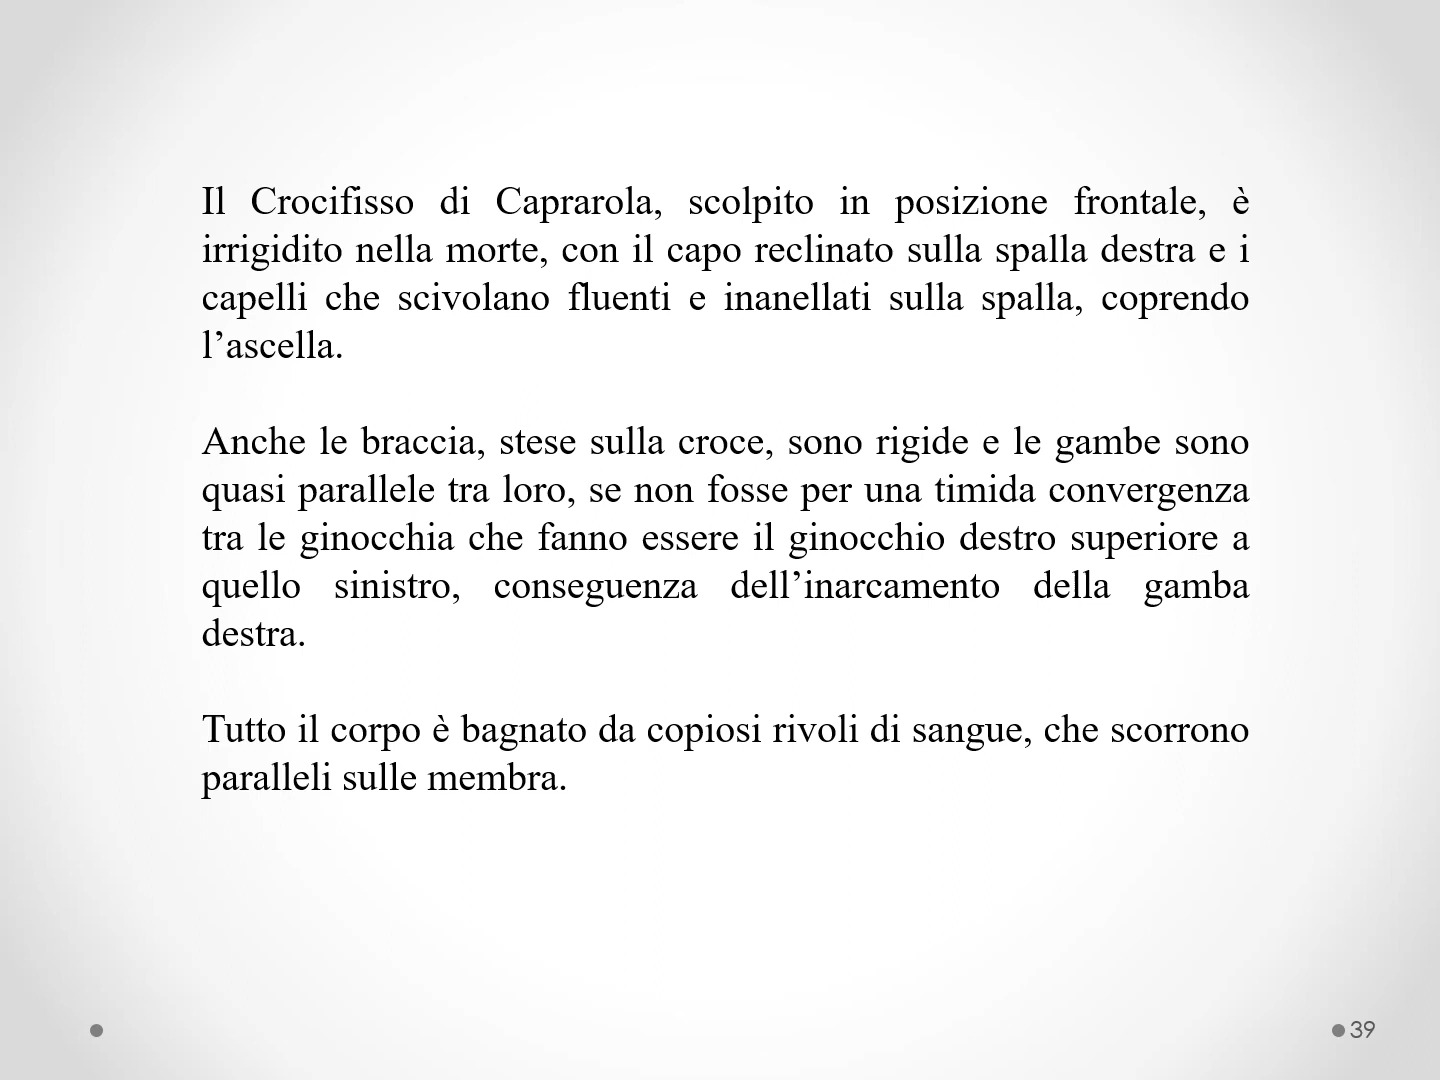 Il Crocifisso di Caprarola, scolpito in posizione frontale, è
irrigidito nella morte, con il capo reclinato sulla spalla destra e i
capelli che scivolano fluenti e inanellati sulla spalla, coprendo
l’ascella.
Anche le braccia, stese sulla croce, sono rigide e le gambe sono
quasi parallele tra loro, se non fosse per una timida convergenza
tra le ginocchia che fanno essere il ginocchio destro superiore a
quello sinistro, conseguenza dell’inarcamento della gamba
destra.
Tutto il corpo è bagnato da copiosi rivoli di sangue, che scorrono
paralleli sulle membra.
39